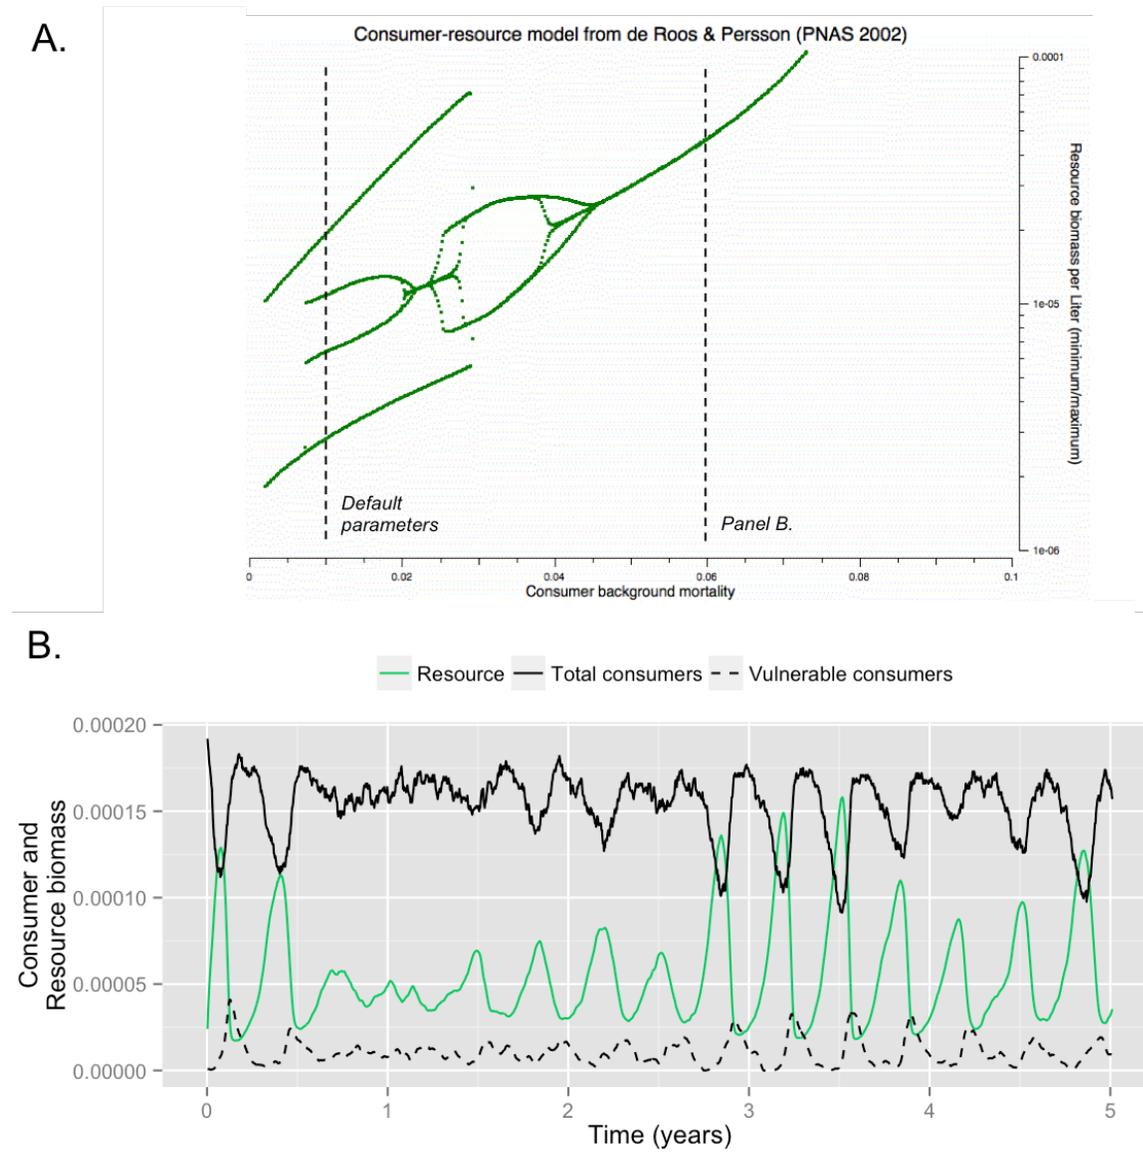 A.
Consumer-resource model from de Roos & Persson (PNAS 2002)
0.0001
1e-05
1e-06
Resource biomass per Liter (minimum/maximum)
Default
parameters
Panel B.
0 0.02 0.04 0.06 0.08 0.1
Consumer background mortality
B.
Resource Total consumers Vulnerable consumers
0.00020
0.00015
0.00010
0.00005
0.00000
Consumer and
Resource biomass
0 1 2 3 4 5
Time (years)